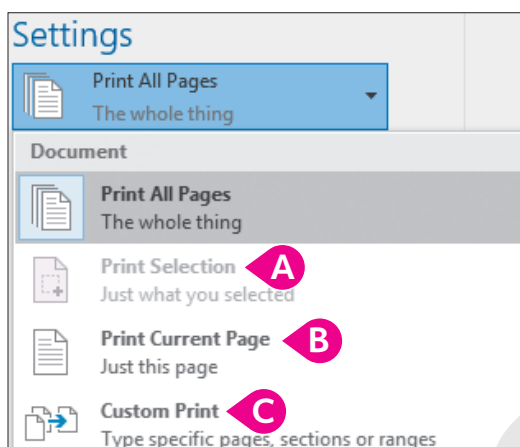 Settings
Print All Pages
The whole thing
Document
Print All Pages
The whole thing
Print Selection A
Just what you selected
Print Current Page B
Just this page
Custom Print C
Type specific pages, sections or ranges